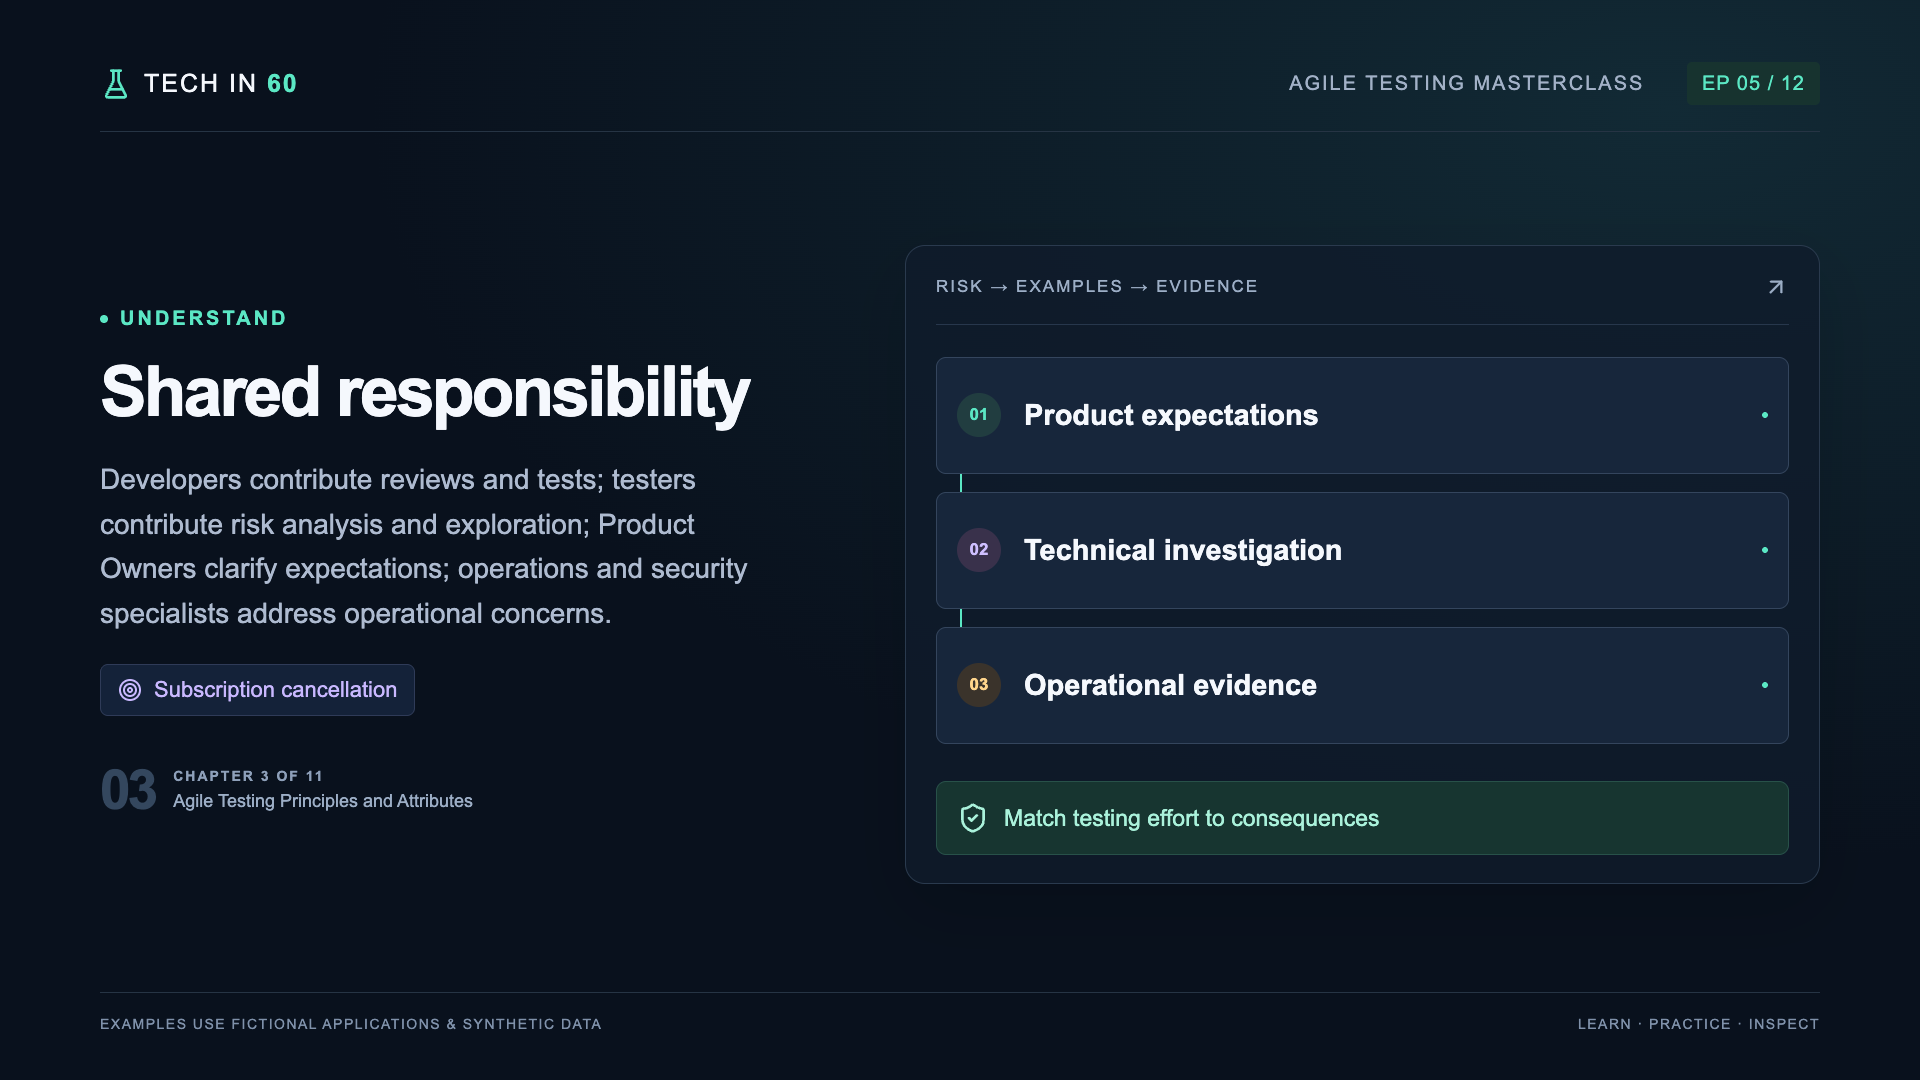 TECH IN 60
AGILE TESTING MASTERCLASS
EP 05 / 12
• UNDERSTAND
Shared responsibility
Developers contribute reviews and tests; testers
contribute risk analysis and exploration; Product
Owners clarify expectations; operations and security
specialists address operational concerns.
Subscription cancellation
03
CHAPTER 3 OF 11
Agile Testing Principles and Attributes
RISK → EXAMPLES → EVIDENCE
01 Product expectations
02 Technical investigation
03 Operational evidence
Match testing effort to consequences
EXAMPLES USE FICTIONAL APPLICATIONS & SYNTHETIC DATA
LEARN · PRACTICE · INSPECT